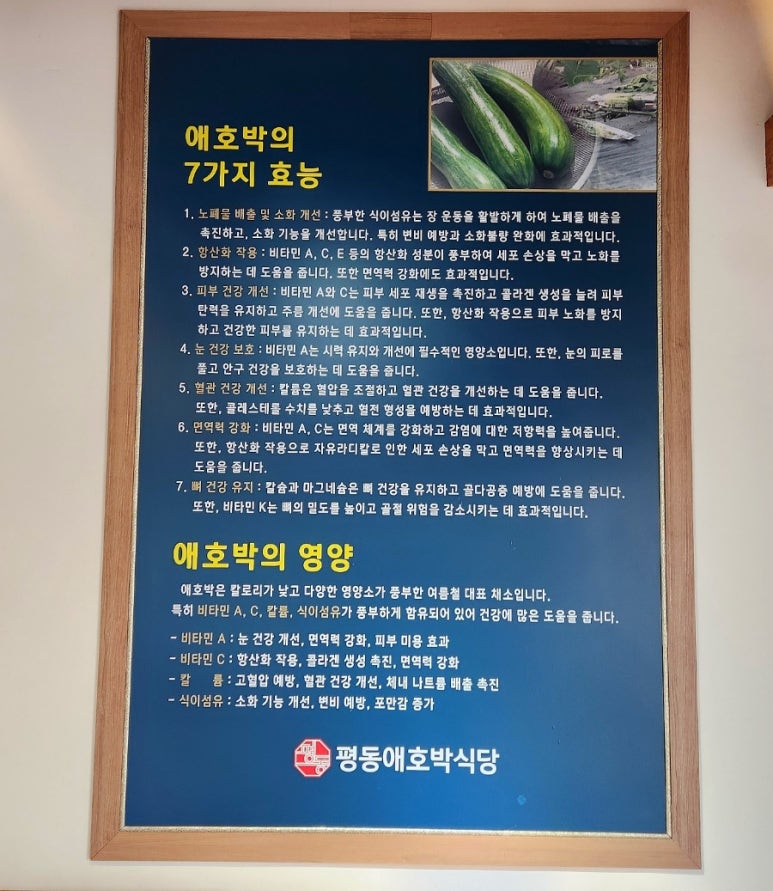 애호박의
7가지 효능
1. 노폐물 배출 및 소화 개선 : 풍부한 식이섬유는 장 운동을 활발하게 하여 노폐물 배출을
촉진하고, 소화 기능을 개선합니다. 특히 변비 예방과 소화불량 완화에 효과적입니다.
2. 항산화 작용 : 비타민 A, C, E 등의 항산화 성분이 풍부하여 세포 손상을 막고 노화를
방지하는 데 도움을 줍니다. 또한 면역력 강화에도 효과적입니다.
3. 피부 건강 개선 : 비타민 A와 C는 피부 세포 재생을 촉진하고 콜라겐 생성을 늘려 피부
탄력을 유지하고 주름 개선에 도움을 줍니다. 또한, 항산화 작용으로 피부 노화를 방지
하고 건강한 피부를 유지하는 데 효과적입니다.
4. 눈 건강 보호 : 비타민 A는 시력 유지와 개선에 필수적인 영양소입니다. 또한, 눈의 피로를
풀고 안구 건강을 보호하는 데 도움을 줍니다.
5. 혈관 건강 개선 : 칼륨은 혈압을 조절하고 혈관 건강을 개선하는 데 도움을 줍니다.
또한, 콜레스테롤 수치를 낮추고 혈전 형성을 예방하는 데 효과적입니다.
6. 면역력 강화 : 비타민 A, C는 면역 체계를 강화하고 감염에 대한 저항력을 높여줍니다.
또한, 항산화 작용으로 자유라디칼로 인한 세포 손상을 막고 면역력을 향상시키는 데
도움을 줍니다.
7. 뼈 건강 유지 : 칼슘과 마그네슘은 뼈 건강을 유지하고 골다공증 예방에 도움을 줍니다.
또한, 비타민 K는 뼈의 밀도를 높이고 골절 위험을 감소시키는 데 효과적입니다.
애호박의 영양
애호박은 칼로리가 낮고 다양한 영양소가 풍부한 여름철 대표 채소입니다.
특히 비타민 A, C, 칼륨, 식이섬유가 풍부하게 함유되어 있어 건강에 많은 도움을 줍니다.
- 비타민 A : 눈 건강 개선, 면역력 강화, 피부 미용 효과
- 비타민 C : 항산화 작용, 콜라겐 생성 촉진, 면역력 강화
- 칼 륨 : 고혈압 예방, 혈관 건강 개선, 체내 나트륨 배출 촉진
- 식이섬유 : 소화 기능 개선, 변비 예방, 포만감 증가
평동 평동애호박식당